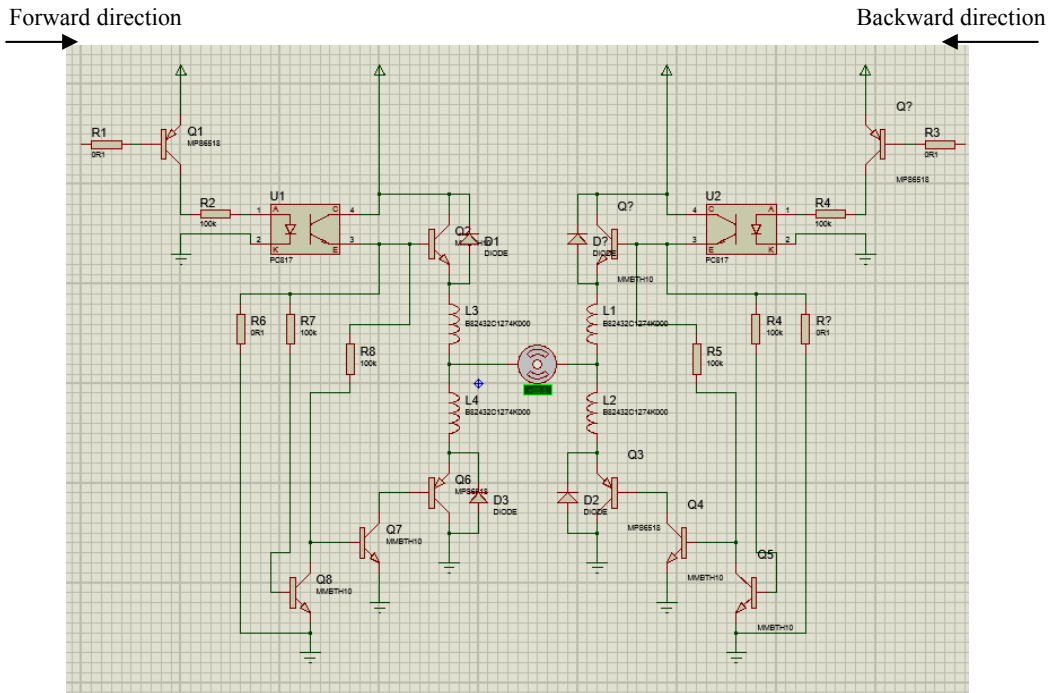 Forward direction
Backward direction
R1
0R1
Q1
MPS6518
Q?
R3
0R1
MPS6518
R2
100k
U1
A
C
1
4
2
3
K
E
PC817
U2
C
A
4
1
3
2
E
K
PC817
R4
100k
D1
DIODE
Q?
D?
DIODE
MMBTH10
L3
B82432C1274K000
L1
B82432C1274K000
R6
0R1
R7
100k
R8
100k
R5
100k
R4
100k
R?
0R1
L4
B82432C1274K000
L2
B82432C1274K000
Q6
MPS6518
D3
DIODE
D2
DIODE
Q3
MPS6518
Q7
MMBTH10
Q4
MMBTH10
Q8
MMBTH10
Q5
MMBTH10